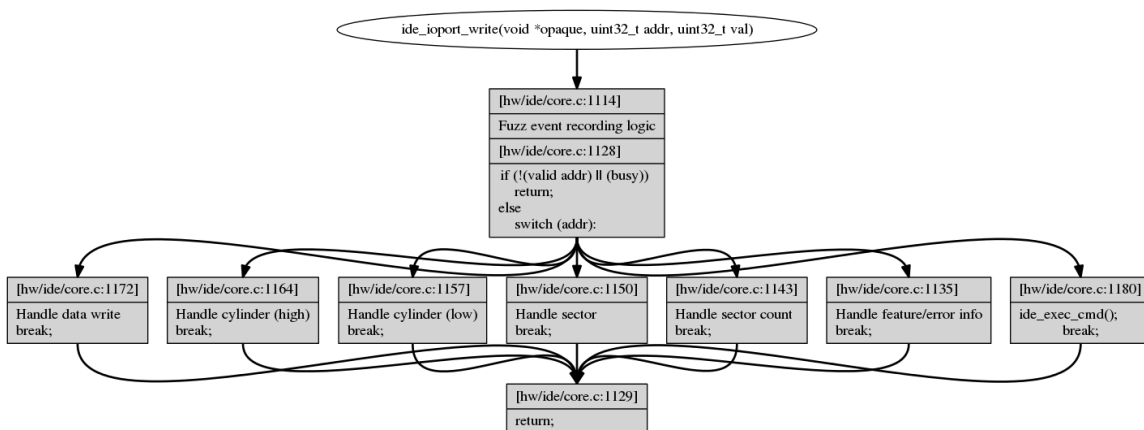 ide_ioport_write(void *opaque, uint32_t addr, uint32_t val)
[hw/ide/core.c:1114]
Fuzz event recording logic
[hw/ide/core.c:1128]
if (!(valid addr) || (busy))
return;
else
switch (addr):
[hw/ide/core.c:1172]
Handle data write
break;
[hw/ide/core.c:1164]
Handle cylinder (high)
break;
[hw/ide/core.c:1157]
Handle cylinder (low)
break;
[hw/ide/core.c:1150]
Handle sector
break;
[hw/ide/core.c:1143]
Handle sector count
break;
[hw/ide/core.c:1135]
Handle feature/error info
break;
[hw/ide/core.c:1180]
ide_exec_cmd();
break;
[hw/ide/core.c:1129]
return;